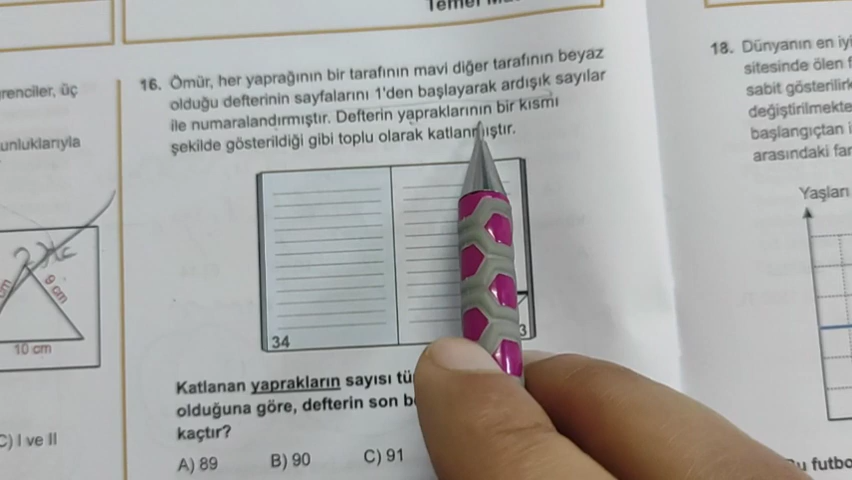 Temel
renciler, üç
unluklarıyla
9 cm
10 cm
C) I ve II
16. Ömür, her yaprağının bir tarafının mavi diğer tarafının beyaz
olduğu defterinin sayfalarını 1'den başlayarak ardışık sayılar
ile numaralandırmıştır. Defterin yapraklarının bir kısmı
şekilde gösterildiği gibi toplu olarak katlanmıştır.
34
3
Katlanan yaprakların sayısı
olduğuna göre, defterin son
kaçtır?
A) 89 B) 90 C) 91
18. Dünyanın en iyi
sitesinde ölen
sabit gösterilirk
değiştirilmekte
başlangıçtan
arasındaki far
Yaşları
futbo